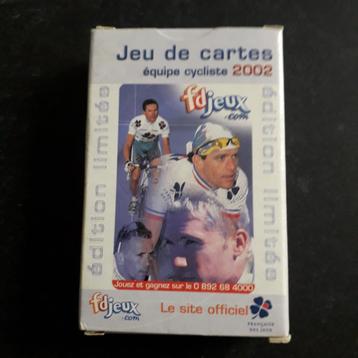 Jeu de cartes
équipe cycliste 2002
édition limitée
fdjeux
.com
édition limitée
Jouez et gagnez sur le 0 892 68 4000
fdjeux
.com
Le site officiel
FRANÇAISE
DES JEUX